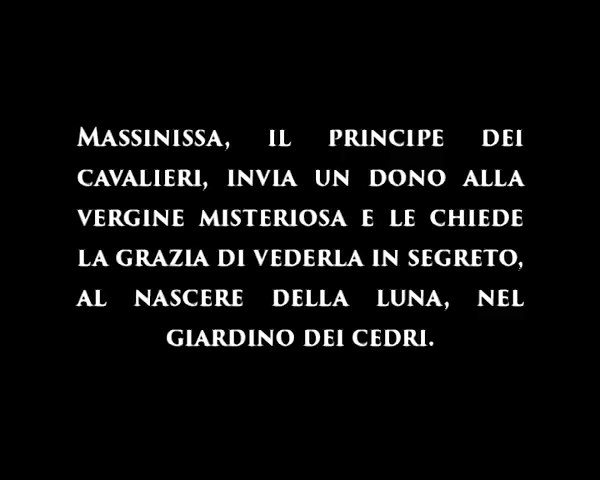 Massinissa, il principe dei
cavalieri, invia un dono alla
vergine misteriosa e le chiede
la grazia di vederla in segreto,
al nascere della luna, nel
giardino dei cedri.